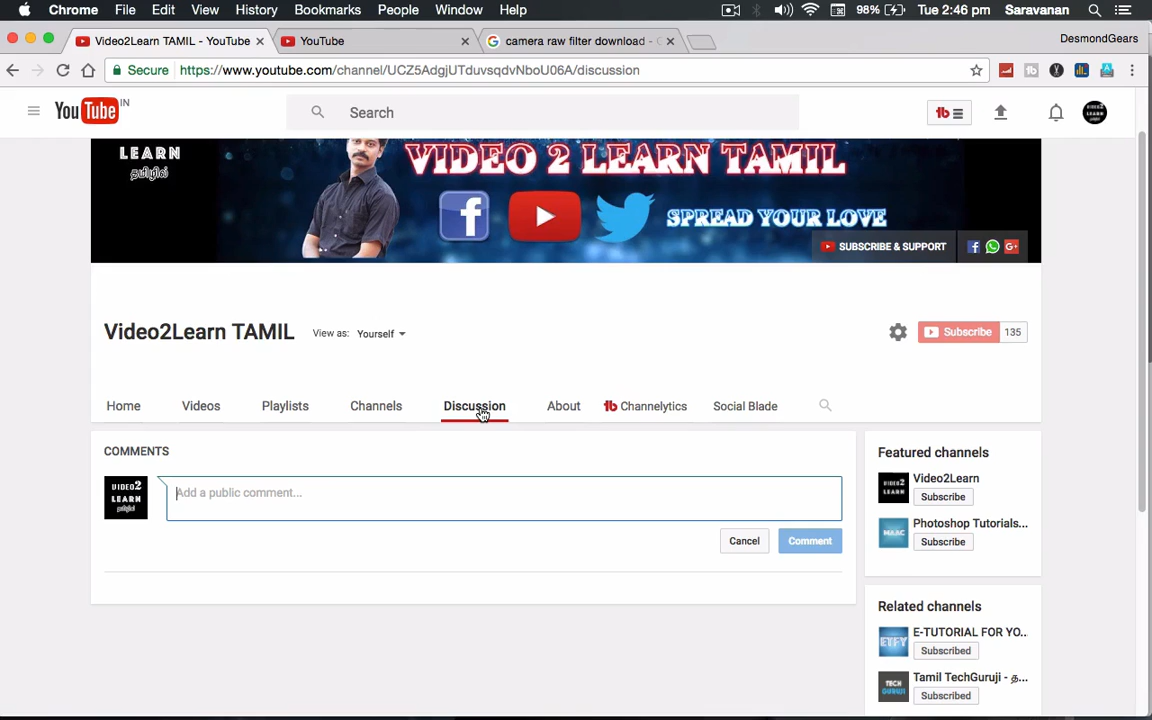 Chrome File Edit View History Bookmarks People Window Help 98% Tue 2:46 pm Saravanan
Video2Learn TAMIL - YouTube YouTube camera raw filter download - G DesmondGears
Secure https://www.youtube.com/channel/UCZ5AdgjUTduvsqdvNboU06A/discussion
YouTube IN Search
LEARN
தமிழில்
VIDEO 2 LEARN TAMIL
SPREAD YOUR LOVE
SUBSCRIBE & SUPPORT
Video2Learn TAMIL View as: Yourself Subscribe 135
Home Videos Playlists Channels Discussion About Channelytics Social Blade
COMMENTS
VIDEO2
LEARN
தமிழில்
Add a public comment...
Cancel Comment
Featured channels
Video2Learn
Subscribe
Photoshop Tutorials...
Subscribe
Related channels
E-TUTORIAL FOR YO...
Subscribed
Tamil TechGuruji - த...
Subscribed